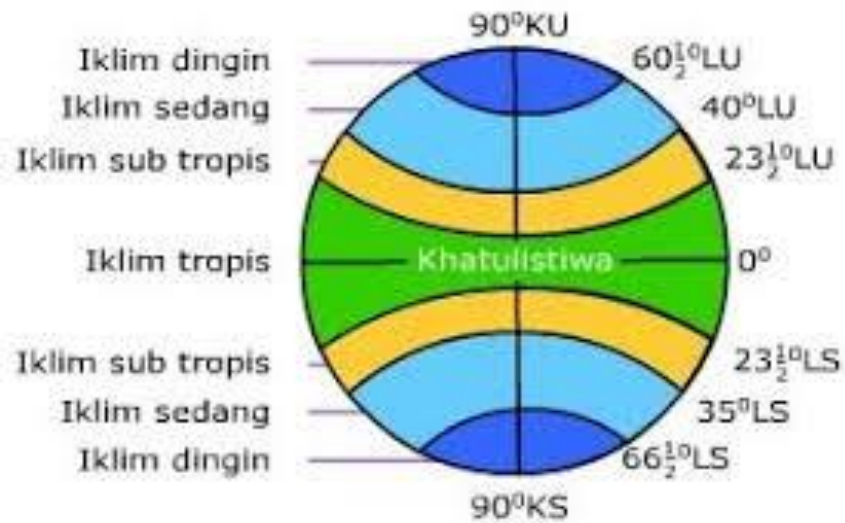 90⁰KU
Iklim dingin 60½⁰LU
Iklim sedang 40⁰LU
Iklim sub tropis 23½⁰LU
Iklim tropis Khatulistiwa 0⁰
Iklim sub tropis 23½⁰LS
Iklim sedang 35⁰LS
Iklim dingin 66½⁰LS
90⁰KS